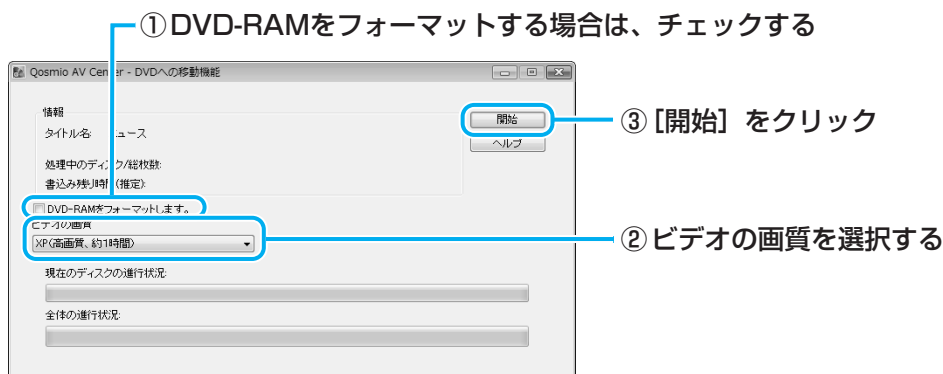 ①DVD-RAMをフォーマットする場合は、チェックする
Qosmio AV Center - DVDへの移動機能
情報
開始
③[開始]をクリック
タイトル名: ュース
ヘルプ
処理中のディスク/総枚数:
書込み残り時間(推定):
DVD-RAMをフォーマットします。
ビデオの画質
XP(高画質、約1時間)
②ビデオの画質を選択する
現在のディスクの進行状況:
全体の進行状況: